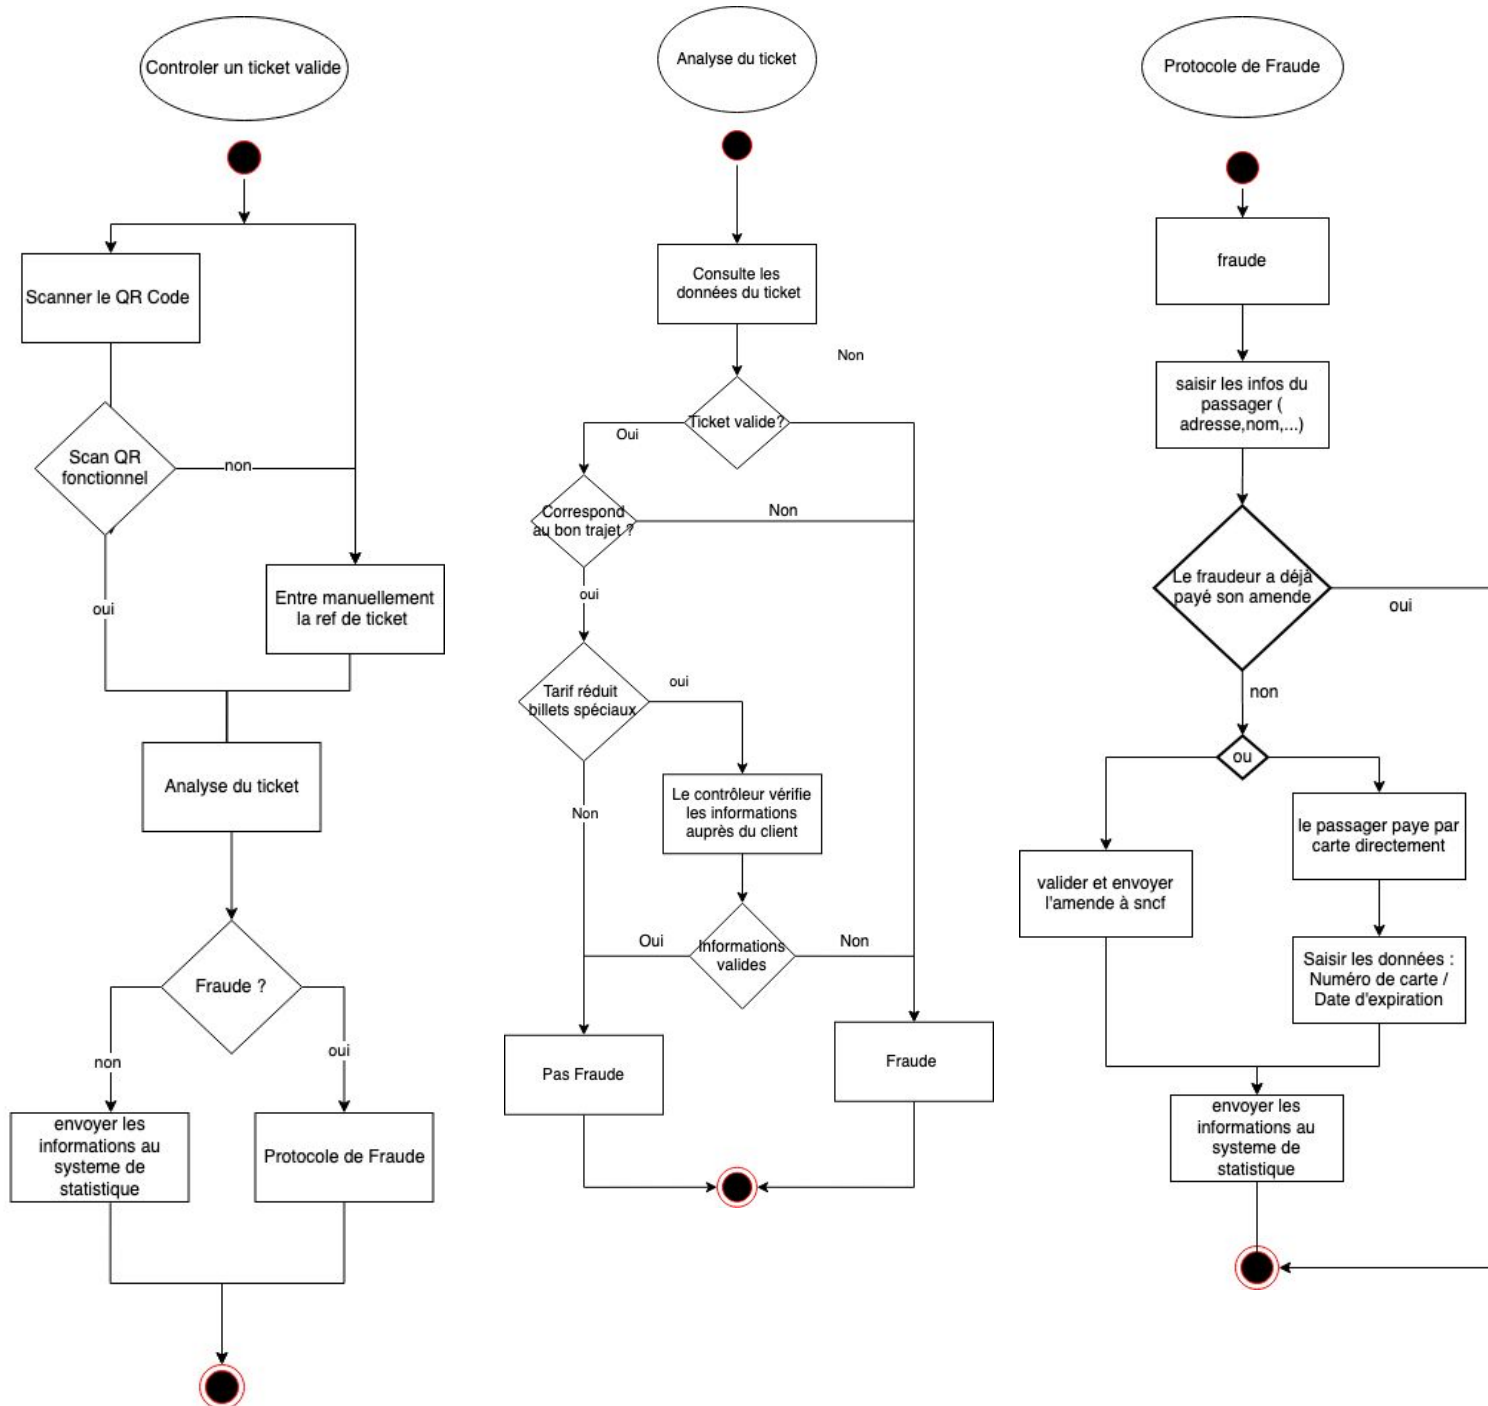 Controler un ticket valide
Scanner le QR Code
Scan QR
fonctionnel
non
oui
Entre manuellement
la ref de ticket
Analyse du ticket
Fraude ?
non
oui
envoyer les
informations au
systeme de
statistique
Protocole de Fraude
Analyse du ticket
Consulte les
données du ticket
Non
Ticket valide?
Oui
Correspond
au bon trajet ?
Non
oui
Tarif réduit
billets spéciaux
oui
Non
Le contrôleur vérifie
les informations
auprès du client
Informations
valides
Oui
Non
Pas Fraude
Fraude
Protocole de Fraude
fraude
saisir les infos du
passager (
adresse,nom,...)
Le fraudeur a déjà
payé son amende
oui
non
ou
valider et envoyer
l'amende à sncf
le passager paye par
carte directement
Saisir les données :
Numéro de carte /
Date d'expiration
envoyer les
informations au
systeme de
statistique